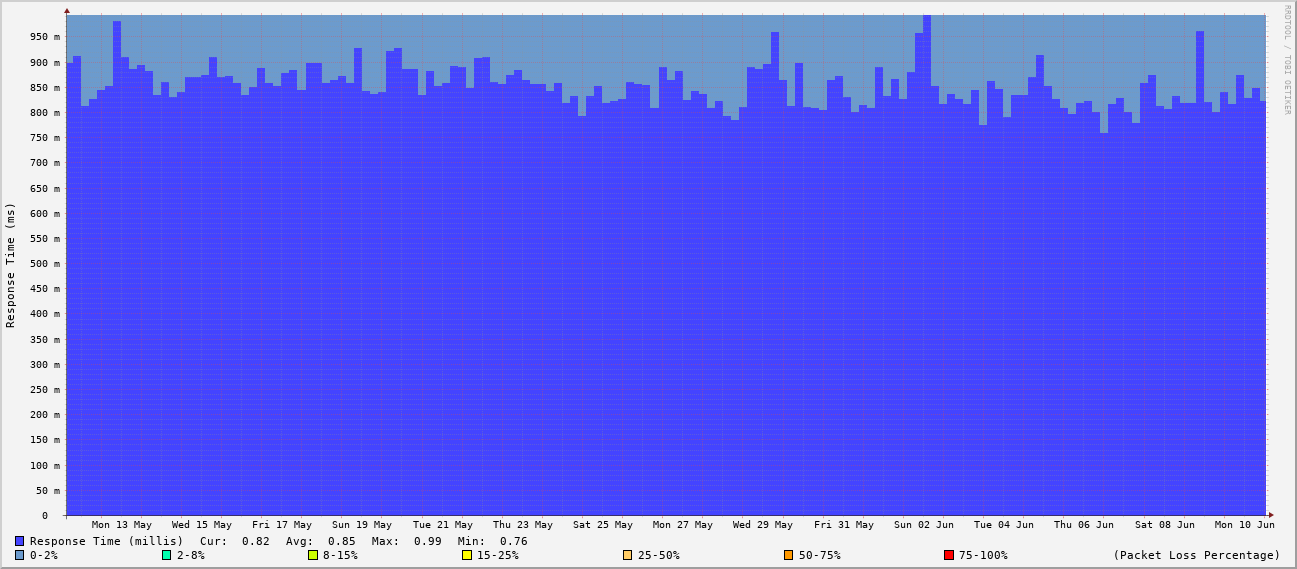 RRDTOOL / TOBI OETIKER
Response Time (ms)
950 m
900 m
850 m
800 m
750 m
700 m
650 m
600 m
550 m
500 m
450 m
400 m
350 m
300 m
250 m
200 m
150 m
100 m
50 m
0
Mon 13 May Wed 15 May Fri 17 May Sun 19 May Tue 21 May Thu 23 May Sat 25 May Mon 27 May Wed 29 May Fri 31 May Sun 02 Jun Tue 04 Jun Thu 06 Jun Sat 08 Jun Mon 10 Jun
Response Time (millis) Cur: 0.82 Avg: 0.85 Max: 0.99 Min: 0.76
0-2% 2-8% 8-15% 15-25% 25-50% 50-75% 75-100% (Packet Loss Percentage)